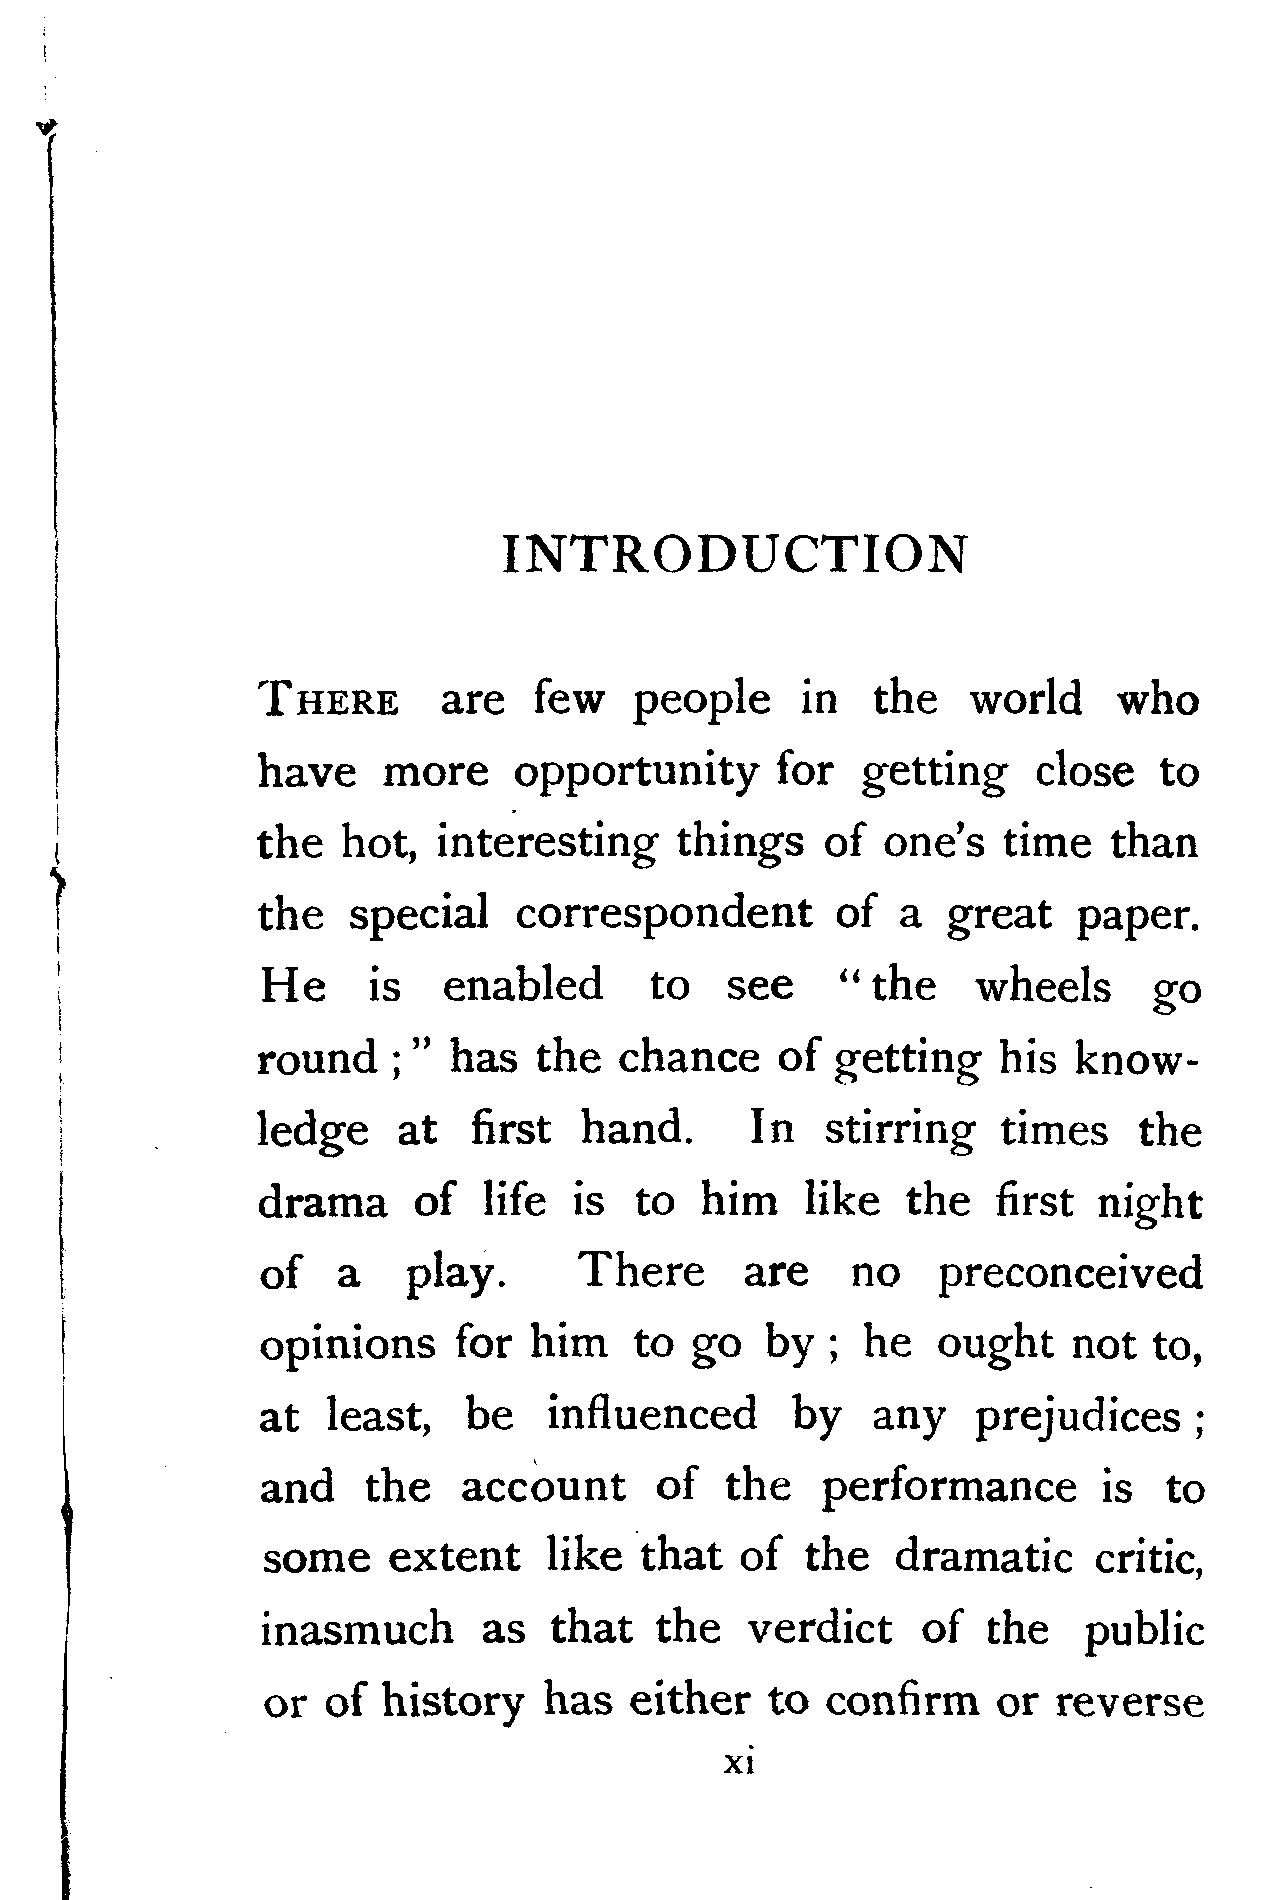 INTRODUCTION
THERE are few people in the world who
have more opportunity for getting close to
the hot, interesting things of one's time than
the special correspondent of a great paper.
He is enabled to see “the wheels go
round ;” has the chance of getting his know-
ledge at first hand. In stirring times the
drama of life is to him like the first night
of a play. There are no preconceived
opinions for him to go by ; he ought not to,
at least, be influenced by any prejudices ;
and the account of the performance is to
some extent like that of the dramatic critic,
inasmuch as that the verdict of the public
or of history has either to confirm or reverse
xi